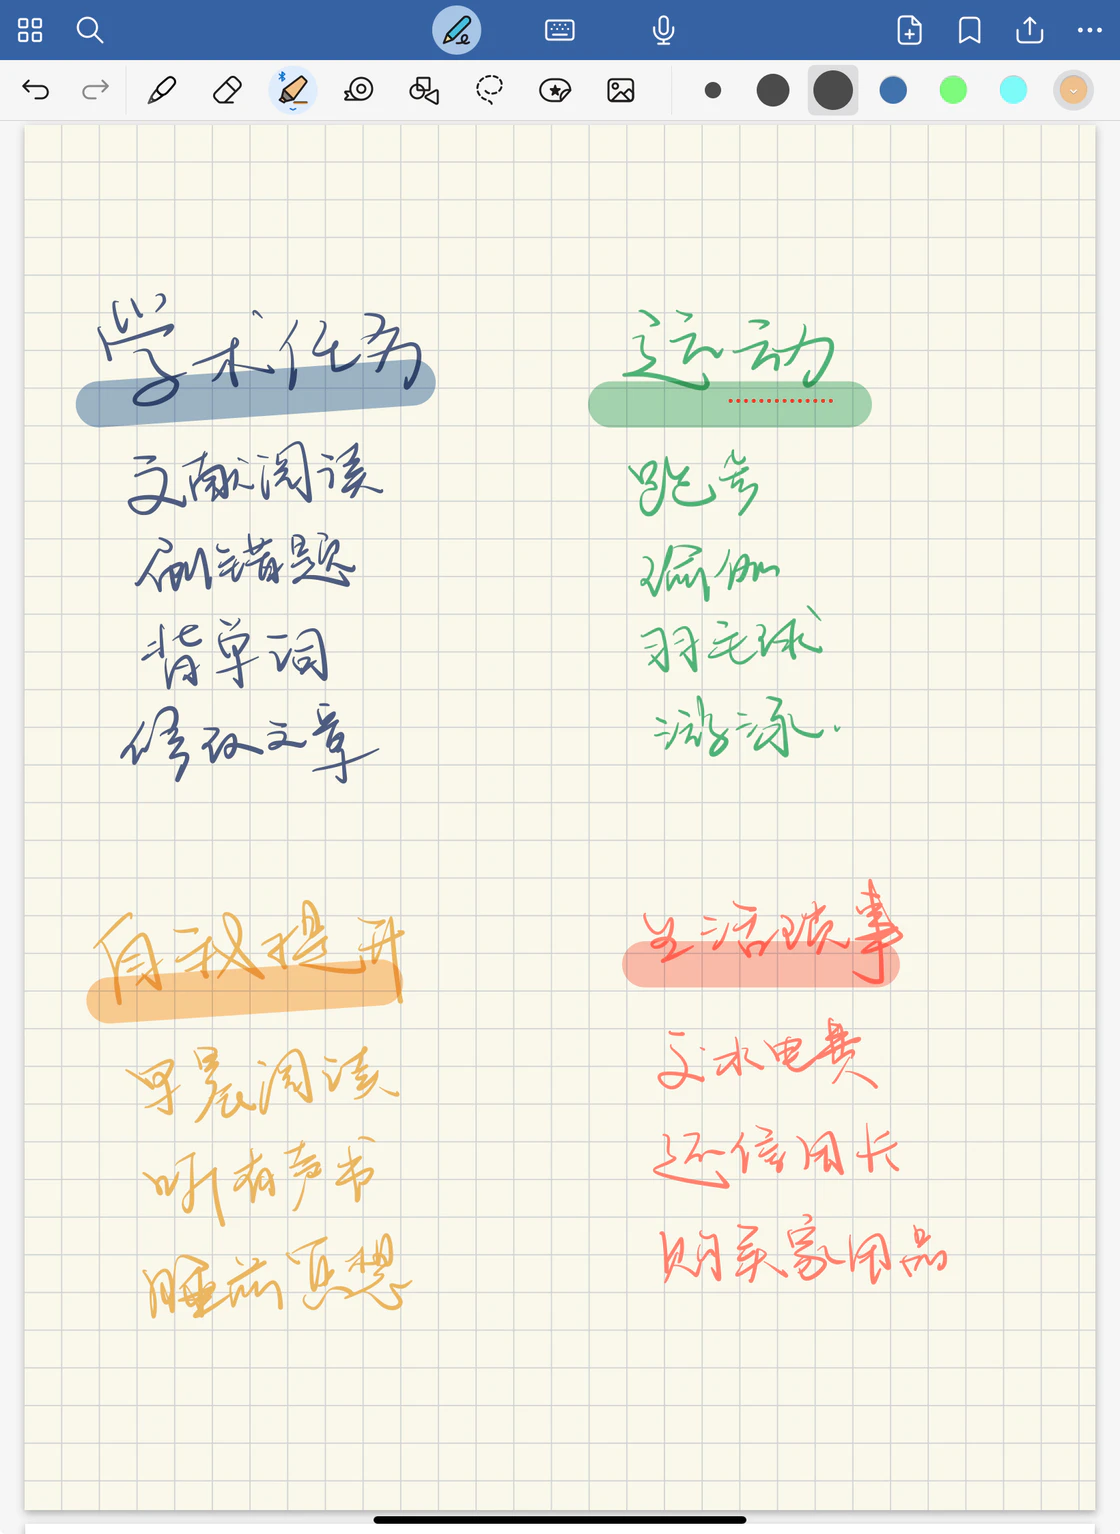 学术任务
文献阅读
刷错题
背单词
修改文章
运动
跑步
瑜伽
羽毛球
游泳.
自我提升
早晨阅读
听有声书
睡前冥想
生活琐事
交水电费
还信用卡
购买家用品